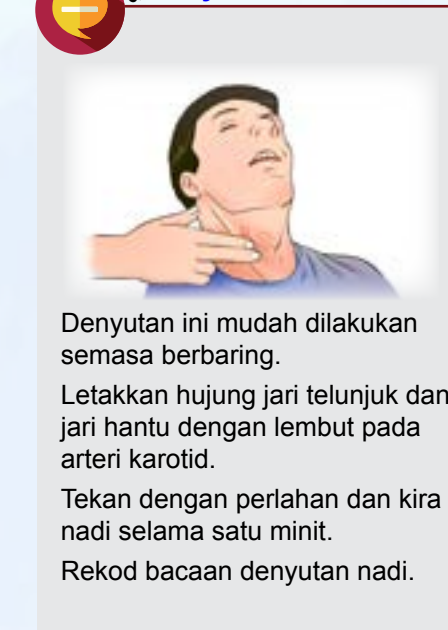 Denyutan ini mudah dilakukan
semasa berbaring.
Letakkan hujung jari telunjuk dan
jari hantu dengan lembut pada
arteri karotid.
Tekan dengan perlahan dan kira
nadi selama satu minit.
Rekod bacaan denyutan nadi.